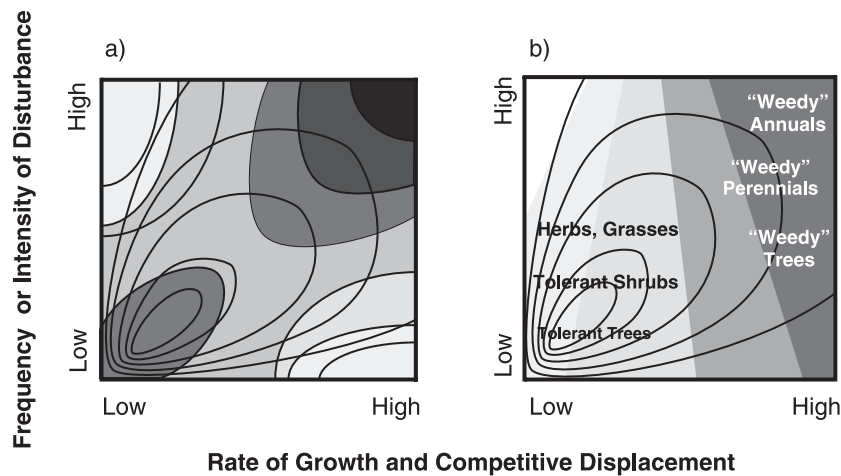 Frequency or Intensity of Disturbance
a)
High
Low
Low
High
b)
High
Low
"Weedy"
Annuals
"Weedy"
Perennials
Herbs, Grasses
"Weedy"
Trees
Tolerant Shrubs
Tolerant Trees
Low
High
Rate of Growth and Competitive Displacement